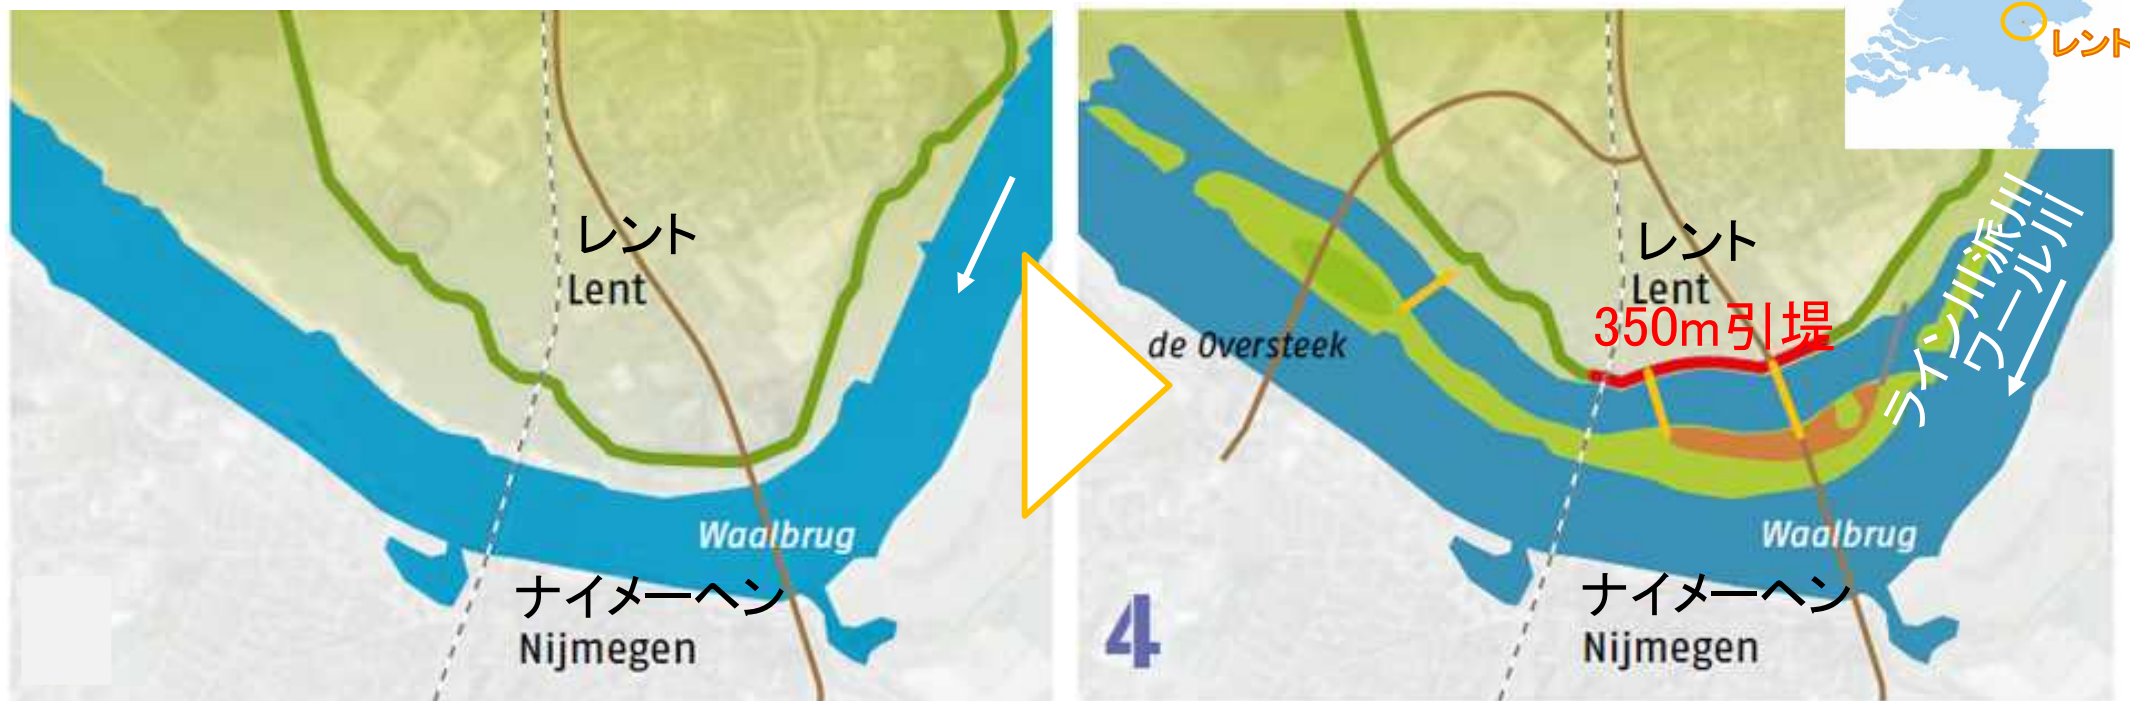 レント
Lent
Waalbrug
ナイメーヘン
Nijmegen
レント
ライン川派川
ワール川
レント
Lent
350m引堤
de Oversteek
Waalbrug
ナイメーヘン
Nijmegen
4